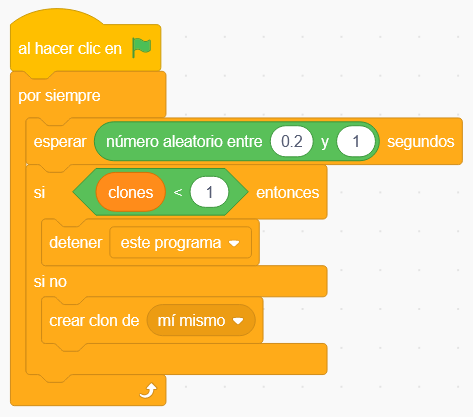 al hacer clic en
por siempre
esperar número aleatorio entre 0.2 y 1 segundos
si clones < 1 entonces
detener este programa
si no
crear clon de mí mismo